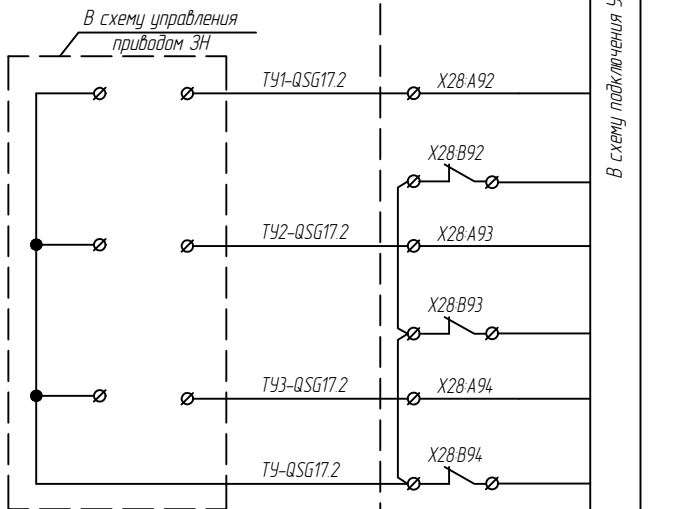 В схему управления
приводом ЗН
ТУ1-QSG17.2
X28:A92
X28:B92
ТУ2-QSG17.2
X28:A93
X28:B93
ТУ3-QSG17.2
X28:A94
X28:B94
ТУ-QSG17.2
В схему подключения